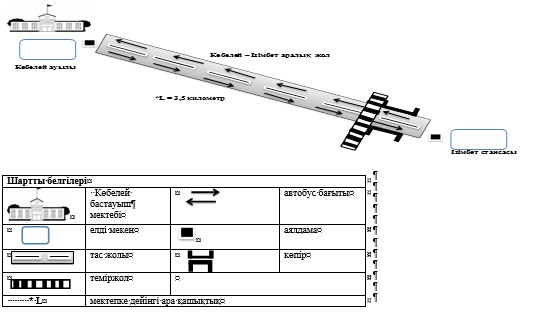 Көбелей – Ізімбет аралық жол
Көбелей ауылы
*L = 3,5 километр
Ізімбет стансасы
Шартты белгілері
Көбелей
бастауыш
мектебі
автобус бағыты
елді мекен
аялдама
тас жолы
көпір
теміржол
* L
мектепке дейінгі ара қашықтық